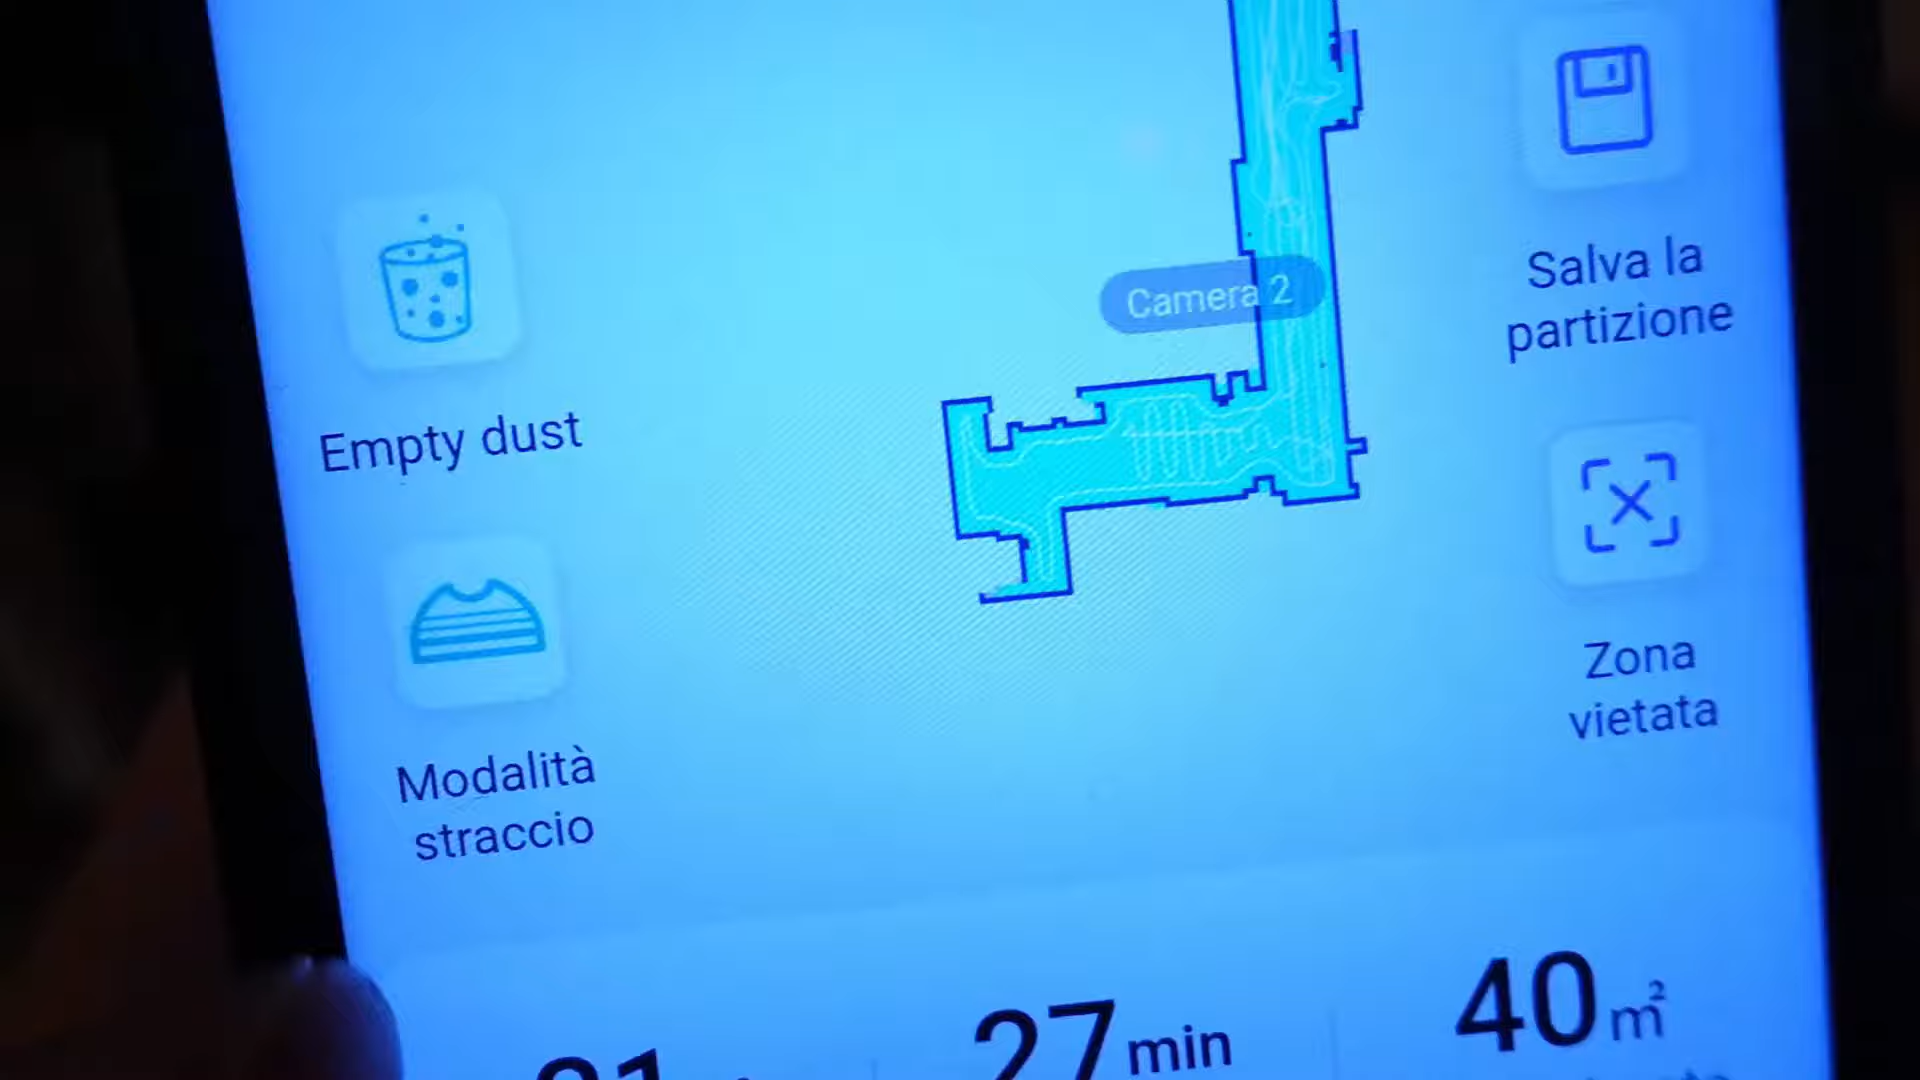 Salva la
partizione
Camera 2
Empty dust
Zona
vietata
Modalità
straccio
27 min
40 m²